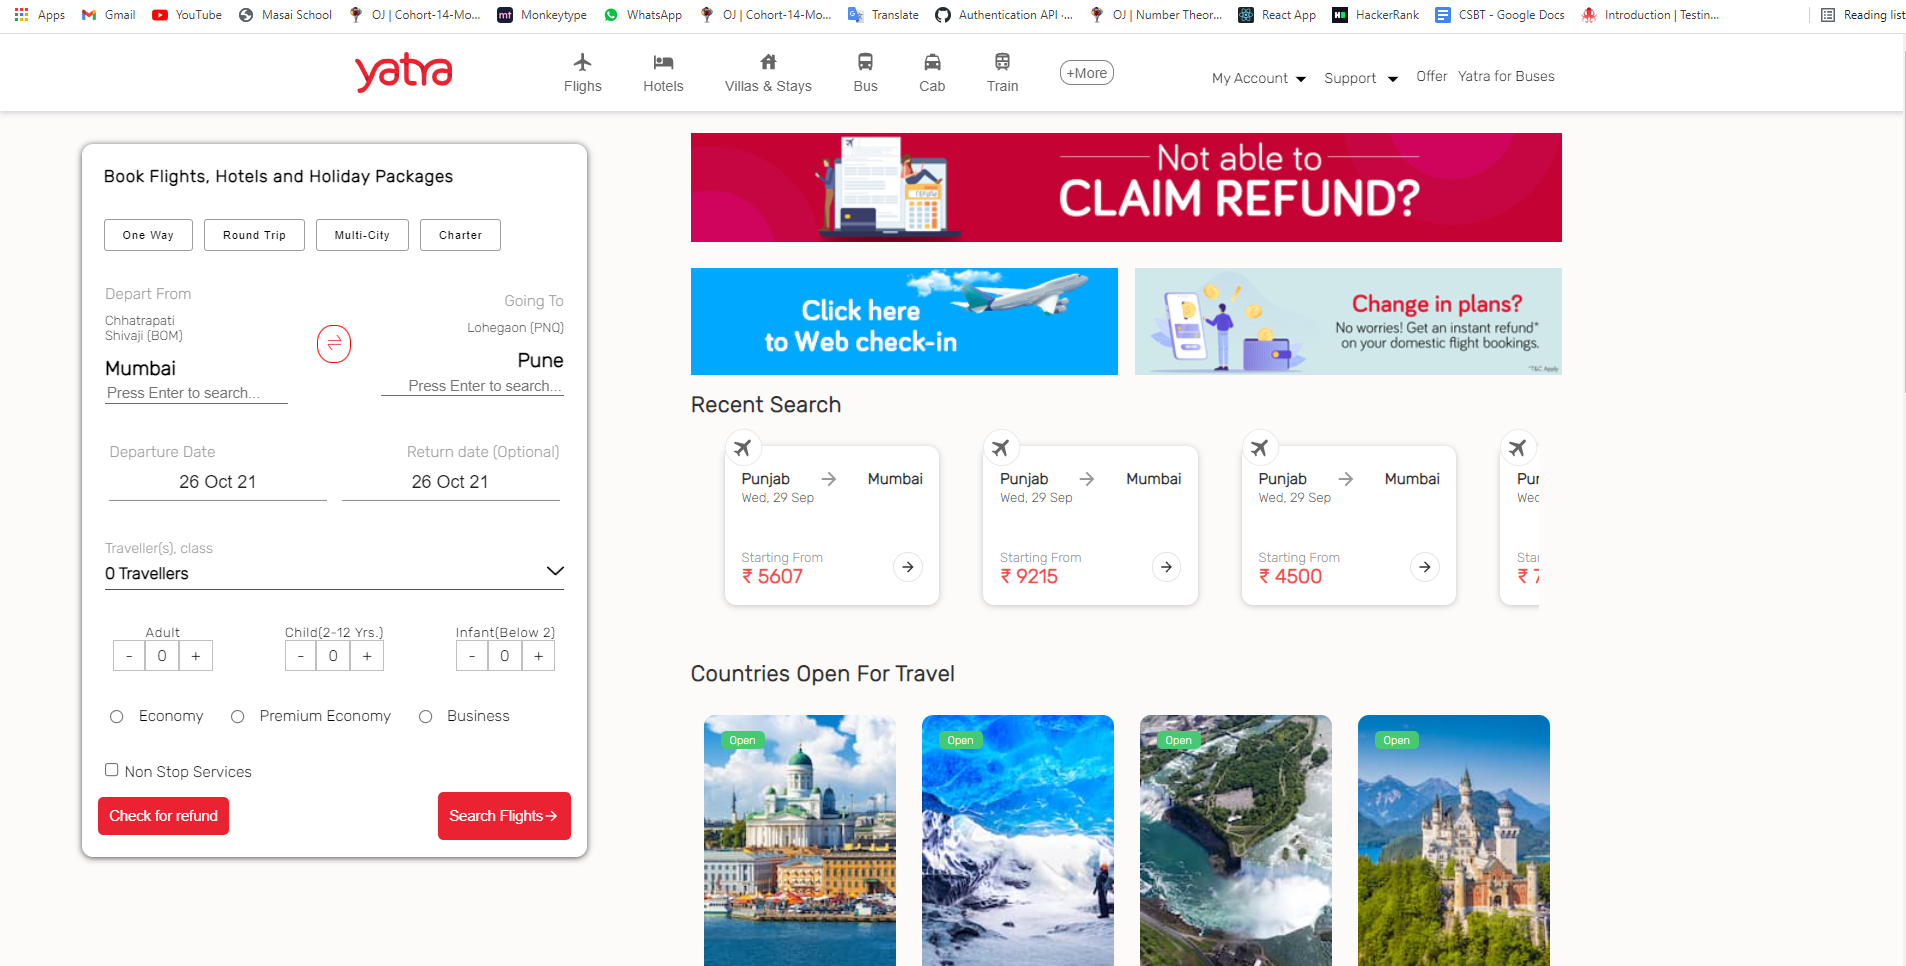 Apps Gmail YouTube Masai School OJ | Cohort-14-Mo... Monkeytype WhatsApp OJ | Cohort-14-Mo... Translate Authentication API -... OJ | Number Theor... React App HackerRank CSBT - Google Docs Introduction | Testin... Reading list
yatra
Flighs Hotels Villas & Stays Bus Cab Train +More My Account Support Offer Yatra for Buses
Book Flights, Hotels and Holiday Packages
One Way Round Trip Multi-City Charter
Depart From
Chhatrapati
Shivaji (BOM)
Mumbai
Press Enter to search...
Going To
Lohegaon (PNQ)
Pune
Press Enter to search...
Departure Date Return date (Optional)
26 Oct 21 26 Oct 21
Traveller(s), class
0 Travellers
Adult Child(2-12 Yrs.) Infant(Below 2)
- 0 + - 0 + - 0 +
Economy Premium Economy Business
Non Stop Services
Check for refund Search Flights→
Not able to
CLAIM REFUND?
REFUND
Click here
to Web check-in
Change in plans?
No worries! Get an instant refund*
on your domestic flight bookings.
*T&C Apply
Recent Search
Punjab → Mumbai Punjab → Mumbai Punjab → Mumbai Pur
Wed, 29 Sep Wed, 29 Sep Wed, 29 Sep Wed
Starting From Starting From Starting From Star
₹ 5607 → ₹ 9215 → ₹ 4500 → ₹ 7
Countries Open For Travel
Open Open Open Open